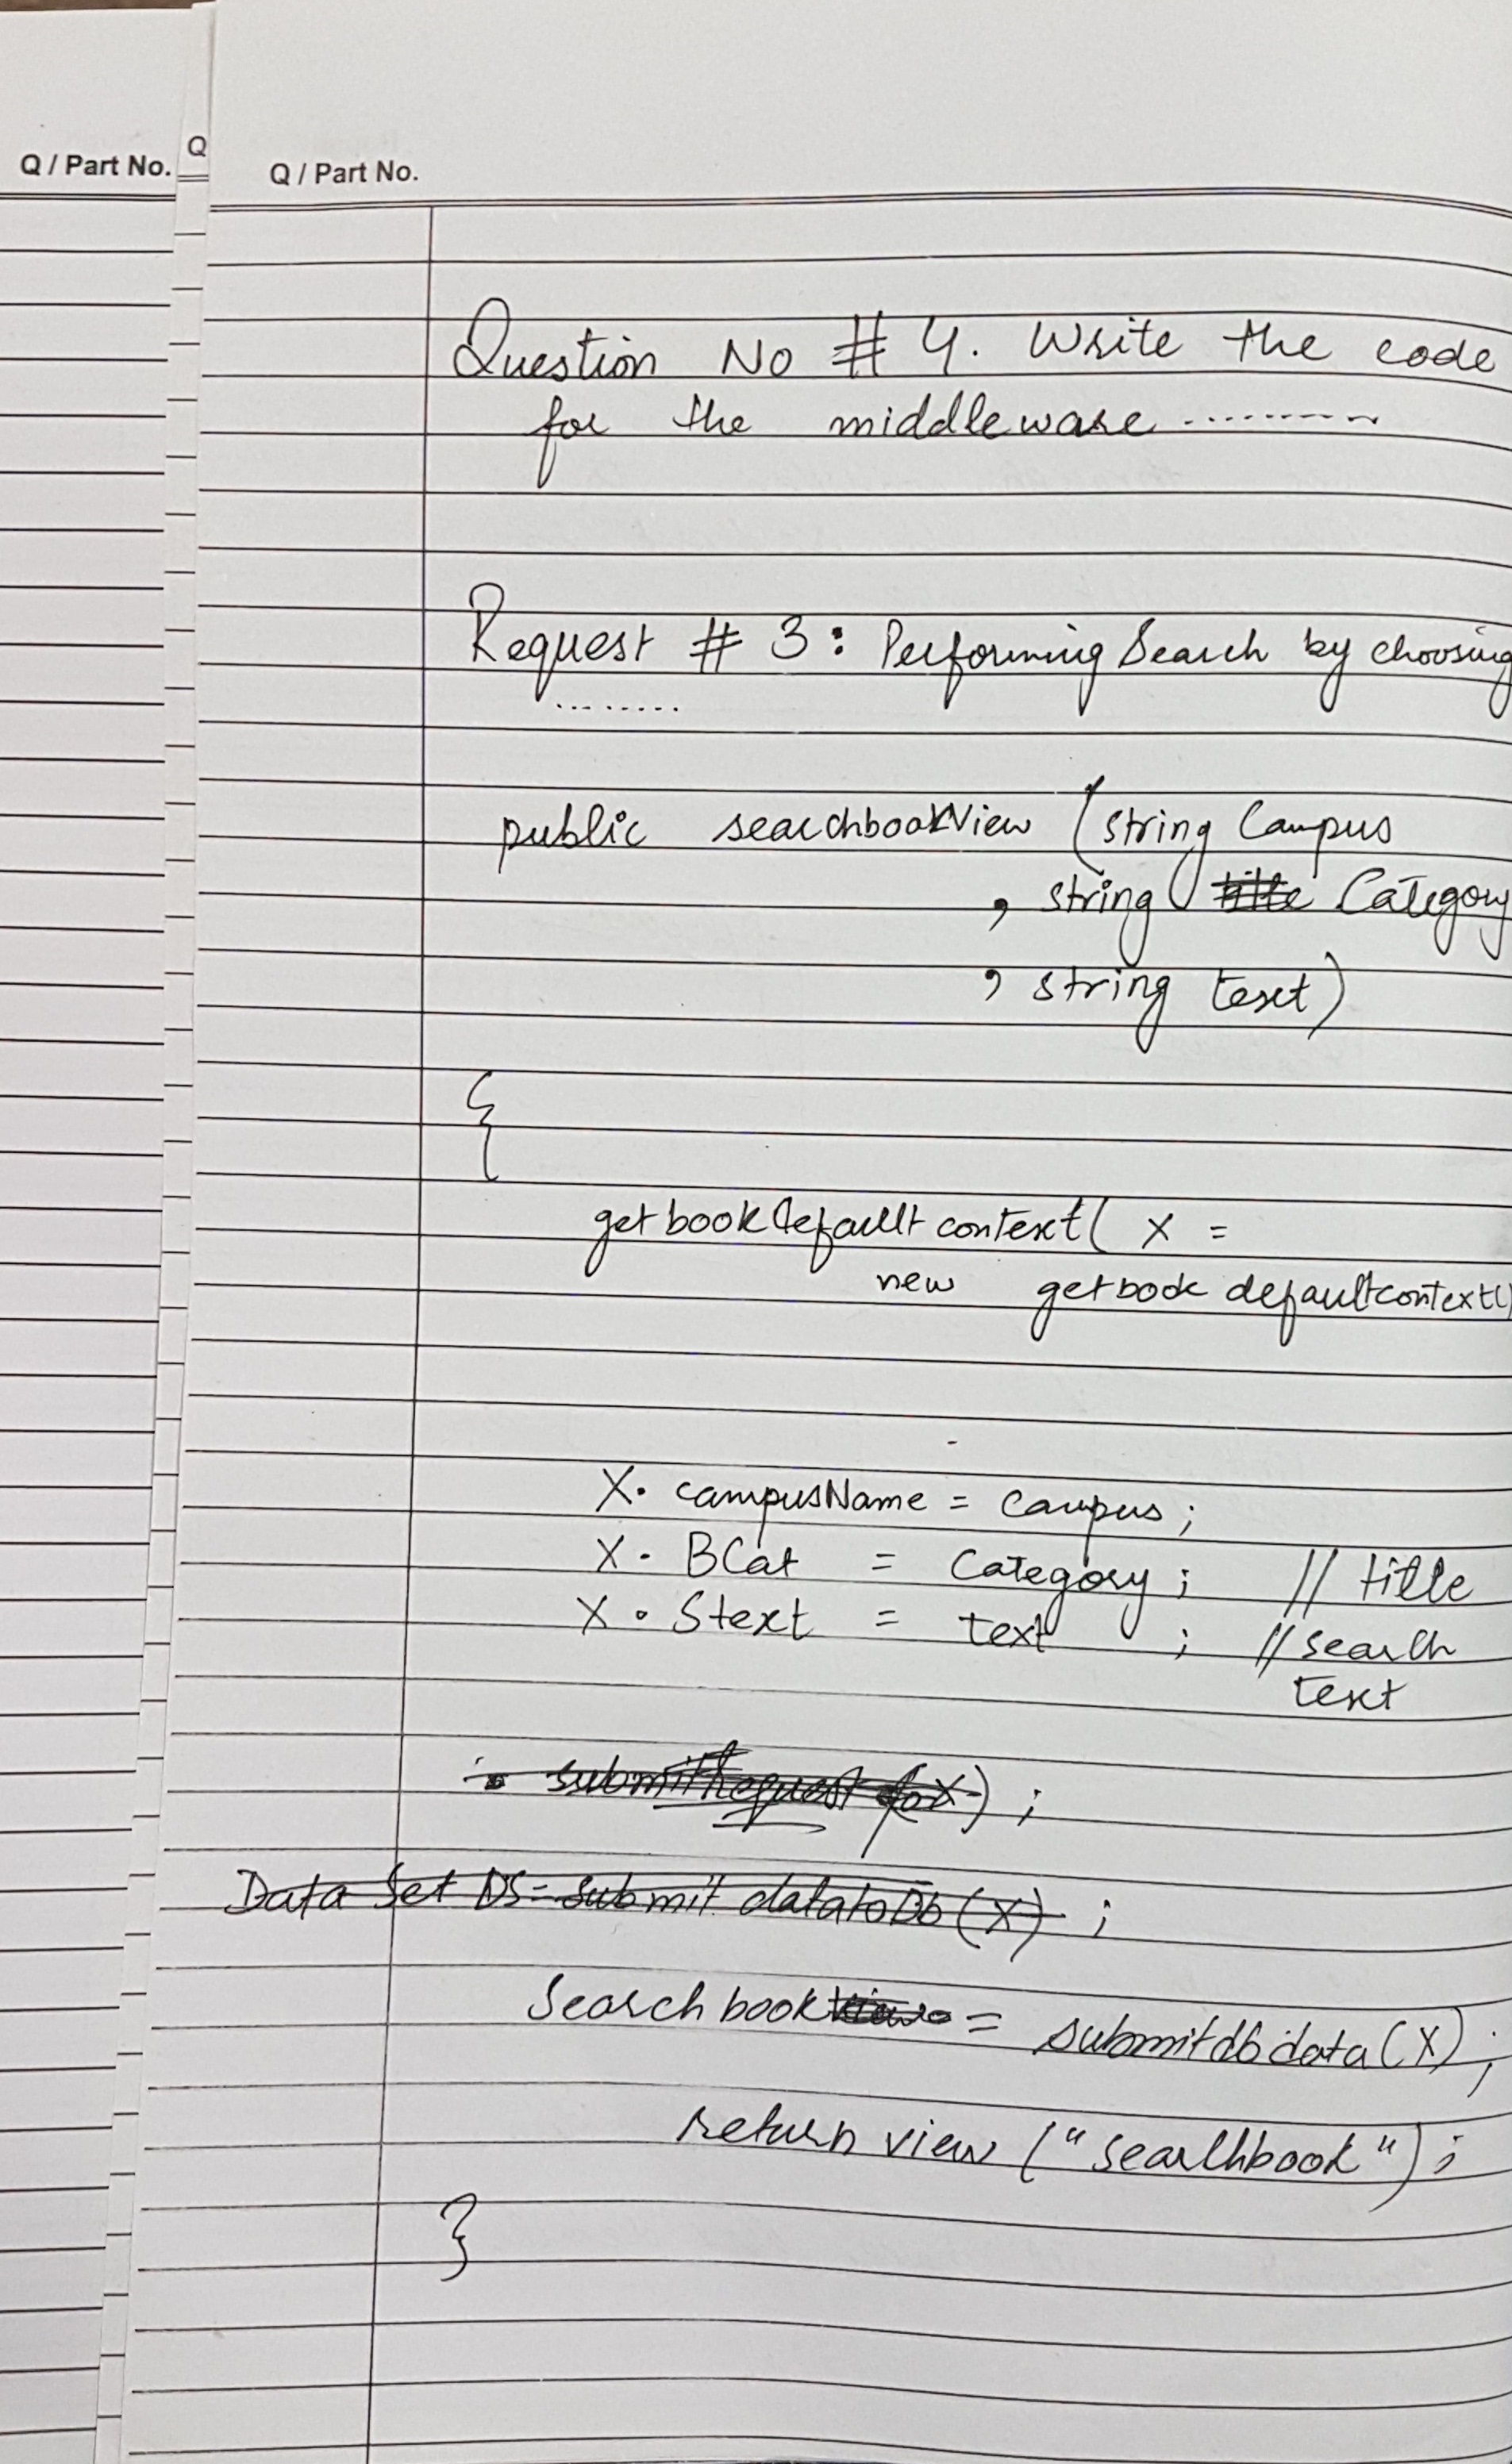 Q / Part No.
Q
Q / Part No.
Question No # 4. Write the code
for the middleware ..........
Request # 3: Performing Search by choosing
........
public searchbookView (string Campus
, string title Category
, string text)
{
getbookdefault context( X =
new getbook defaultcontext()
X. campusName = Campus;
X. BCat = Category; // title
X. Stext = text ; // search
text
submitRequest (X) ;
Data Set DS = submit datatoDb (X) ;
Search book View = submitdbdata (X) ;
return view ("searchbook") ;
}